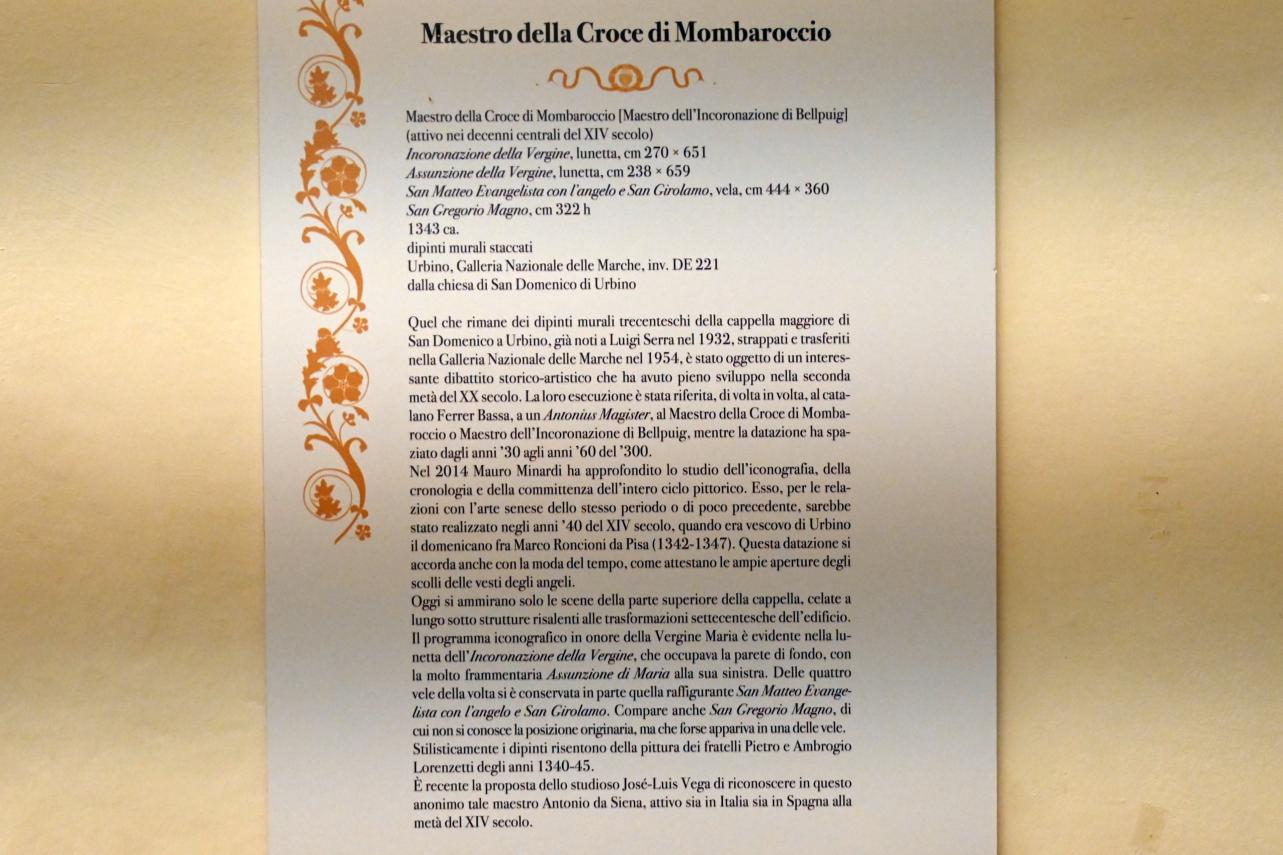 Maestro della Croce di Mombaroccio
Maestro della Croce di Mombaroccio [Maestro dell'Incoronazione di Bellpuig]
(attivo nei decenni centrali del XIV secolo)
Incoronazione della Vergine, lunetta, cm 270 × 651
Assunzione della Vergine, lunetta, cm 238 × 659
San Matteo Evangelista con l'angelo e San Girolamo, vela, cm 444 × 360
San Gregorio Magno, cm 322 h
1343 ca.
dipinti murali staccati
Urbino, Galleria Nazionale delle Marche, inv. DE 221
dalla chiesa di San Domenico di Urbino
Quel che rimane dei dipinti murali trecenteschi della cappella maggiore di
San Domenico a Urbino, già noti a Luigi Serra nel 1932, strappati e trasferiti
nella Galleria Nazionale delle Marche nel 1954, è stato oggetto di un interes-
sante dibattito storico-artistico che ha avuto pieno sviluppo nella seconda
metà del XX secolo. La loro esecuzione è stata riferita, di volta in volta, al cata-
lano Ferrer Bassa, a un Antonius Magister, al Maestro della Croce di Momba-
roccio o Maestro dell'Incoronazione di Bellpuig, mentre la datazione ha spa-
ziato dagli anni '30 agli anni '60 del '300.
Nel 2014 Mauro Minardi ha approfondito lo studio dell'iconografia, della
cronologia e della committenza dell'intero ciclo pittorico. Esso, per le rela-
zioni con l'arte senese dello stesso periodo o di poco precedente, sarebbe
stato realizzato negli anni '40 del XIV secolo, quando era vescovo di Urbino
il domenicano fra Marco Roncioni da Pisa (1342-1347). Questa datazione si
accorda anche con la moda del tempo, come attestano le ampie aperture degli
scolli delle vesti degli angeli.
Oggi si ammirano solo le scene della parte superiore della cappella, celate a
lungo sotto strutture risalenti alle trasformazioni settecentesche dell'edificio.
Il programma iconografico in onore della Vergine Maria è evidente nella lu-
netta dell'Incoronazione della Vergine, che occupava la parete di fondo, con
la molto frammentaria Assunzione di Maria alla sua sinistra. Delle quattro
vele della volta si è conservata in parte quella raffigurante San Matteo Evange-
lista con l'angelo e San Girolamo. Compare anche San Gregorio Magno, di
cui non si conosce la posizione originaria, ma che forse appariva in una delle vele.
Stilisticamente i dipinti risentono della pittura dei fratelli Pietro e Ambrogio
Lorenzetti degli anni 1340-45.
È recente la proposta dello studioso José-Luis Vega di riconoscere in questo
anonimo tale maestro Antonio da Siena, attivo sia in Italia sia in Spagna alla
metà del XIV secolo.